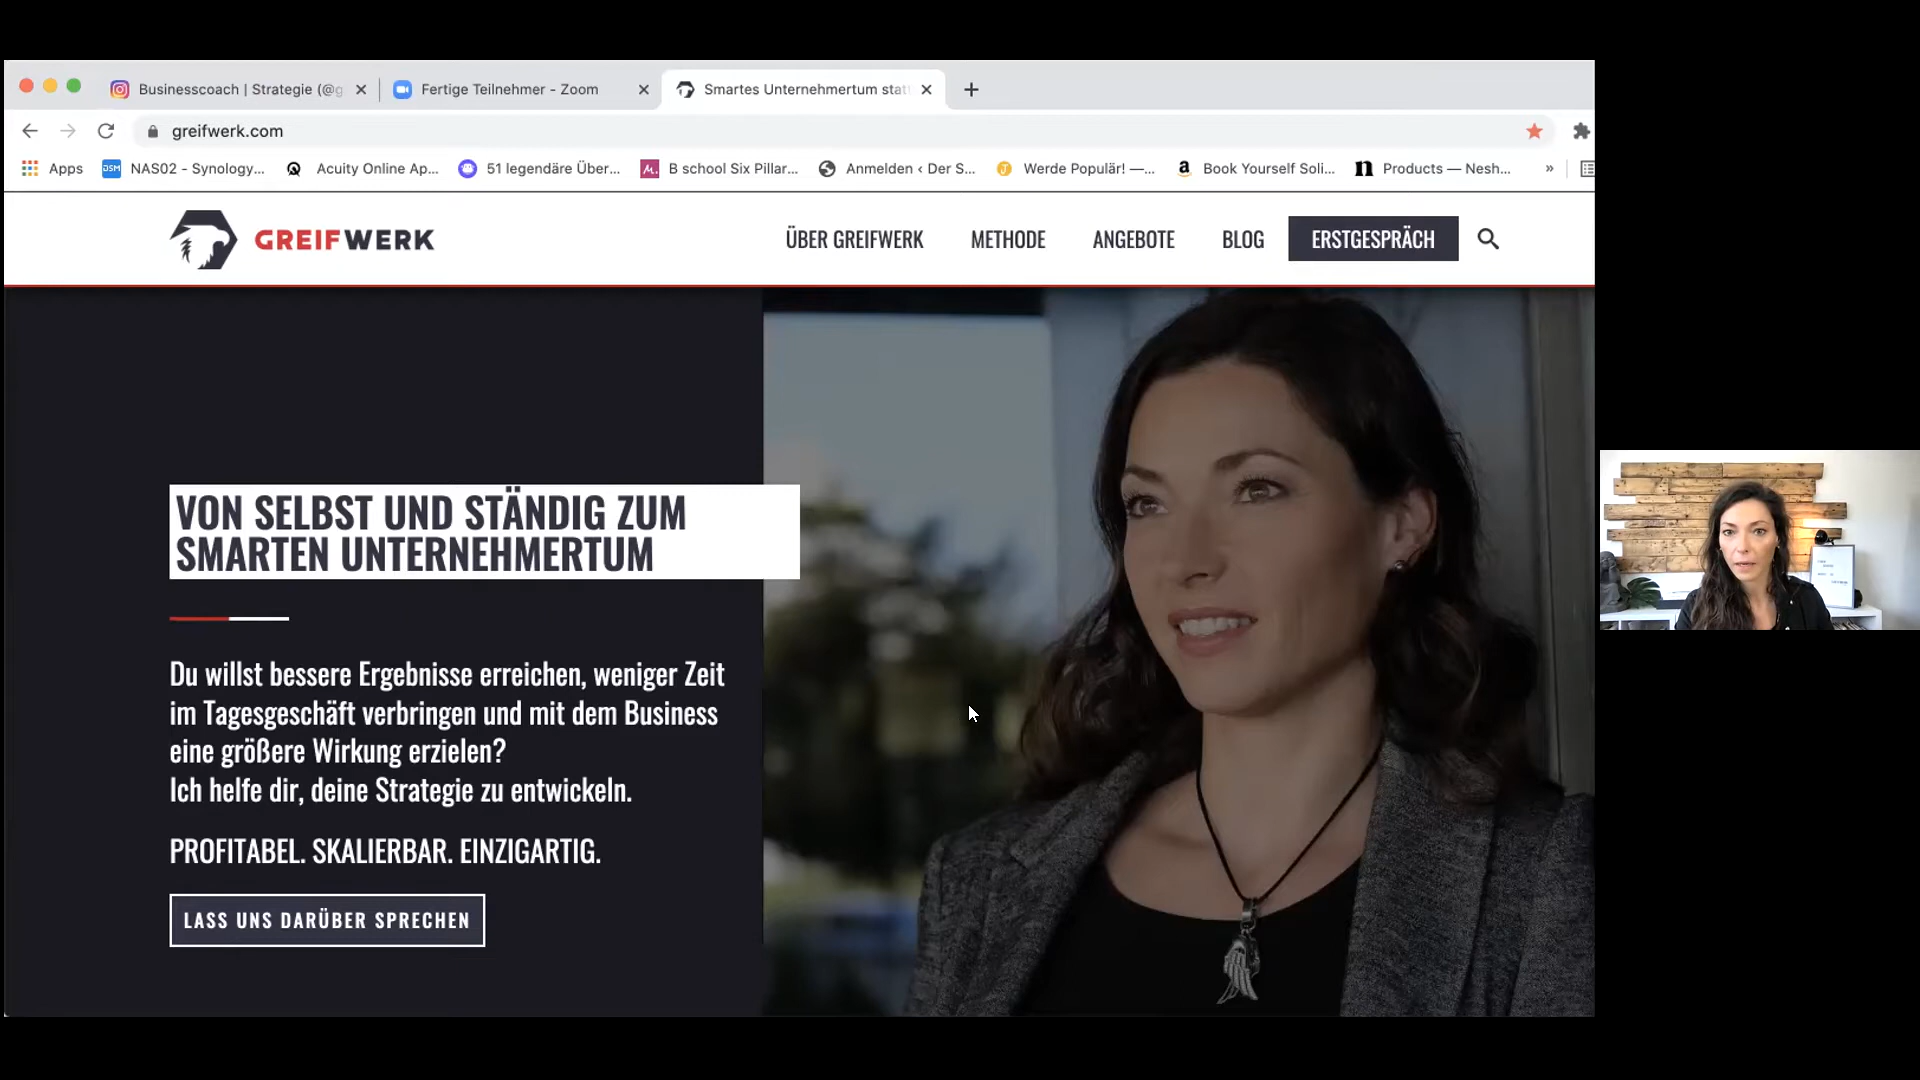 Businesscoach | Strategie (@g
Fertige Teilnehmer - Zoom
Smartes Unternehmertum stat
greifwerk.com
Apps
NAS02 - Synology...
Acuity Online Ap...
51 legendäre Über...
B school Six Pillar...
Anmelden ‹ Der S...
Werde Populär! —...
Book Yourself Soli...
Products — Nesh...
»
GREIFWERK
ÜBER GREIFWERK
METHODE
ANGEBOTE
BLOG
ERSTGESPRÄCH
VON SELBST UND STÄNDIG ZUM
SMARTEN UNTERNEHMERTUM
Du willst bessere Ergebnisse erreichen, weniger Zeit
im Tagesgeschäft verbringen und mit dem Business
eine größere Wirkung erzielen?
Ich helfe dir, deine Strategie zu entwickeln.
PROFITABEL. SKALIERBAR. EINZIGARTIG.
LASS UNS DARÜBER SPRECHEN